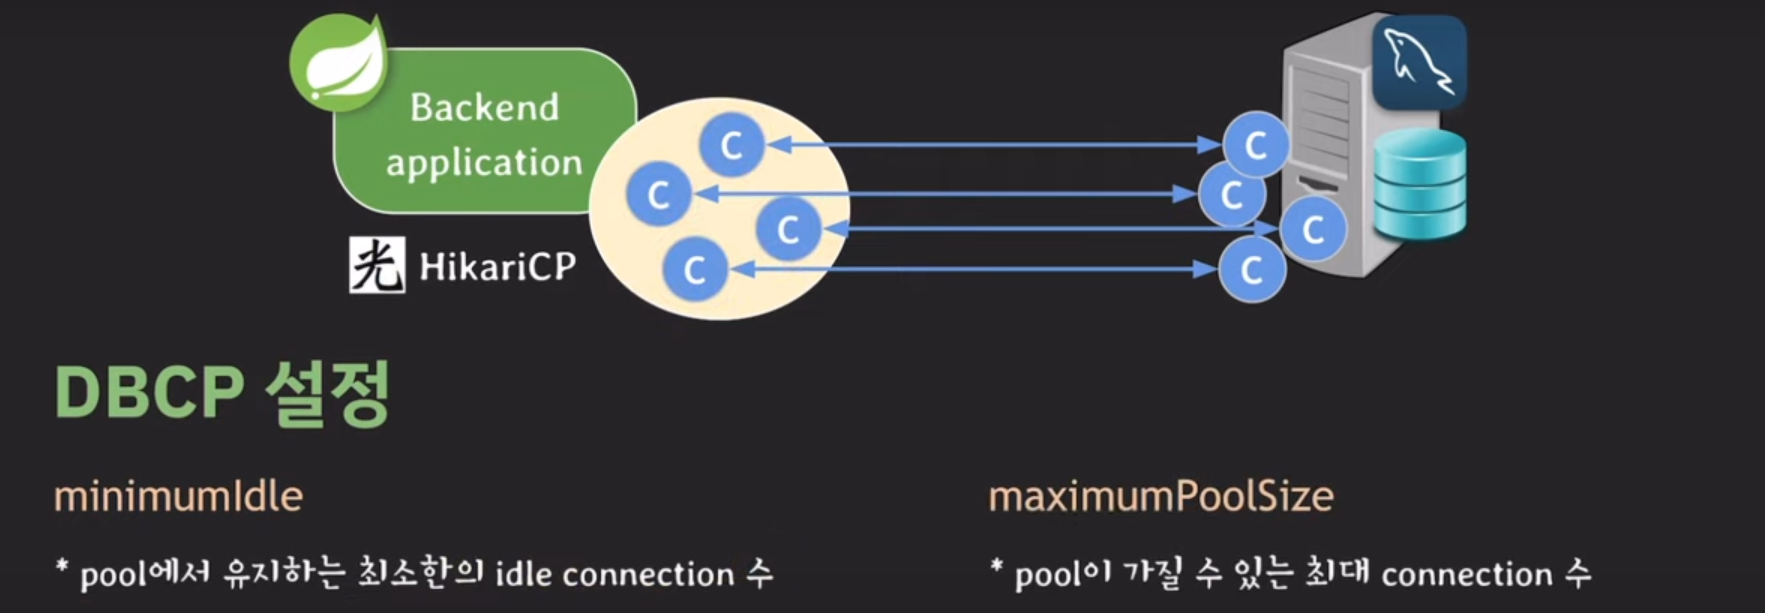 Backend
application
C
C
C
C
C
C
C
C
光 HikariCP
DBCP 설정
minimumIdle
* pool에서 유지하는 최소한의 idle connection 수
maximumPoolSize
* pool이 가질 수 있는 최대 connection 수